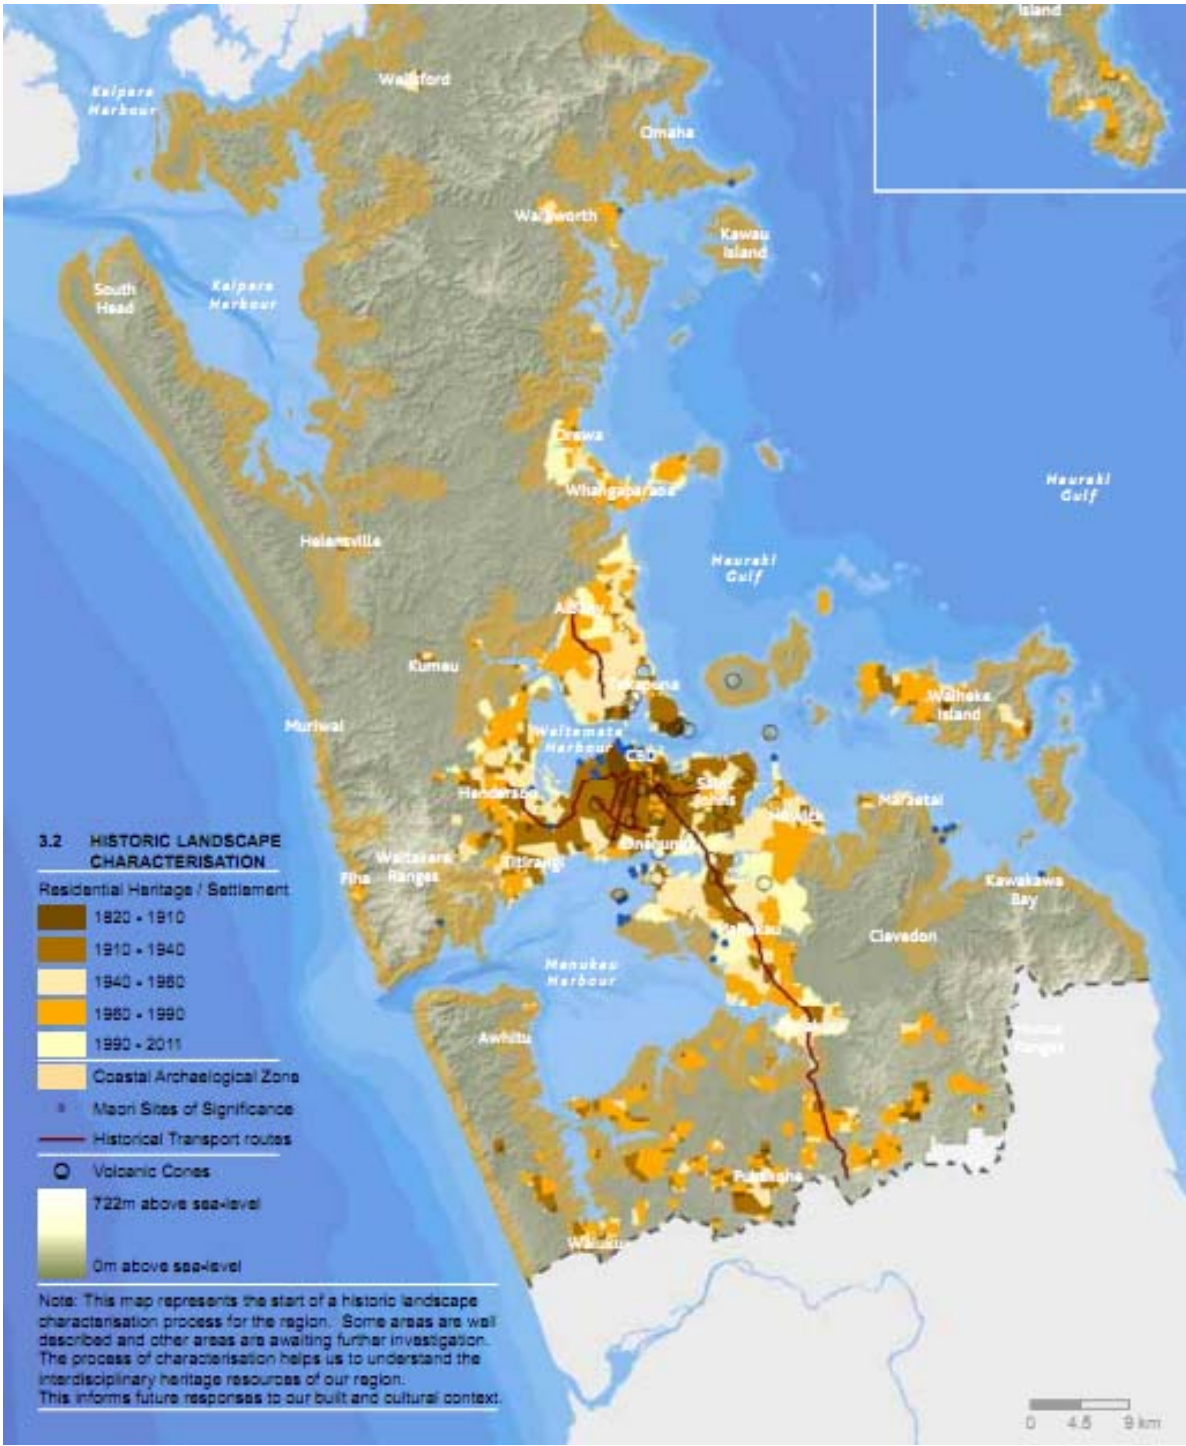 Island
Wellsford
Kaipara
Harbour
Omaha
Warkworth
Kawau
Island
South
Head
Kaipara
Harbour
Orewa
Whangaparaoa
Hauraki
Gulf
Helensville
Hauraki
Gulf
Albany
Kumeu
Takapuna
Waiheke
Island
Muriwai
Waitemata
Harbour
CBD
Henderson
Saint
Johns
Maraetai
Howick
Onehunga
Titirangi
Waitakere
Ranges
Piha
Kawakawa
Bay
Manukau
Clevedon
Manukau
Harbour
Awhitu
Hunua
Ranges
Pukekohe
Waiuku
3.2 HISTORIC LANDSCAPE
CHARACTERISATION
Residential Heritage / Settlement
1820 - 1910
1910 - 1940
1940 - 1960
1960 - 1990
1990 - 2011
Coastal Archaelogical Zone
Maori Sites of Significance
Historical Transport routes
Volcanic Cones
722m above sea-level
0m above sea-level
Note: This map represents the start of a historic landscape
characterisation process for the region. Some areas are well
described and other areas are awaiting further investigation.
The process of characterisation helps us to understand the
interdisciplinary heritage resources of our region.
This informs future responses to our built and cultural context.
0 4.5 9 km